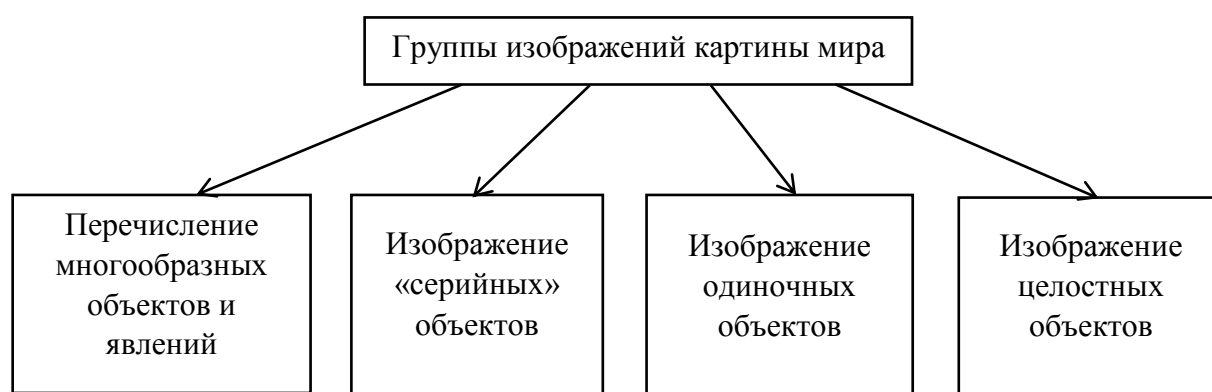 Группы изображений картины мира
Перечисление
многообразных
объектов и
явлений
Изображение
«серийных»
объектов
Изображение
одиночных
объектов
Изображение
целостных
объектов